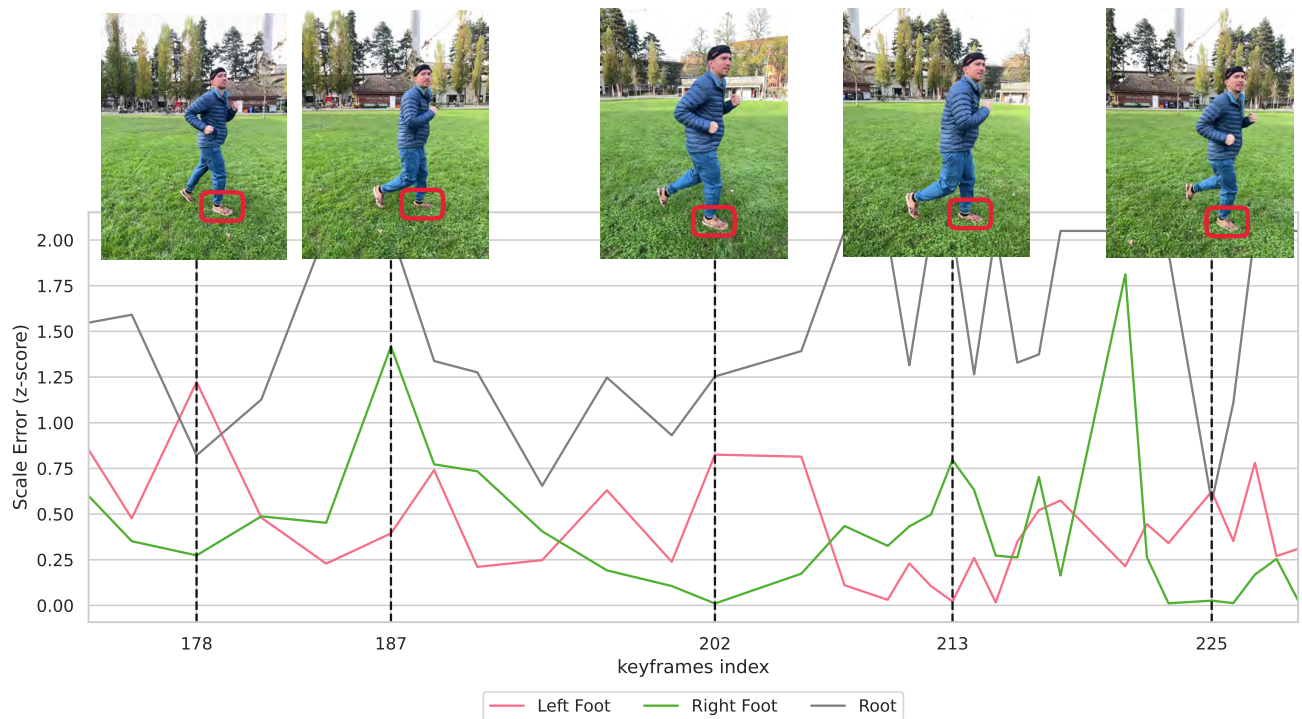 2.00
1.75
1.50
1.25
1.00
0.75
0.50
0.25
0.00
Scale Error (z-score)
178 187 202 213 225
keyframes index
Left Foot Right Foot Root